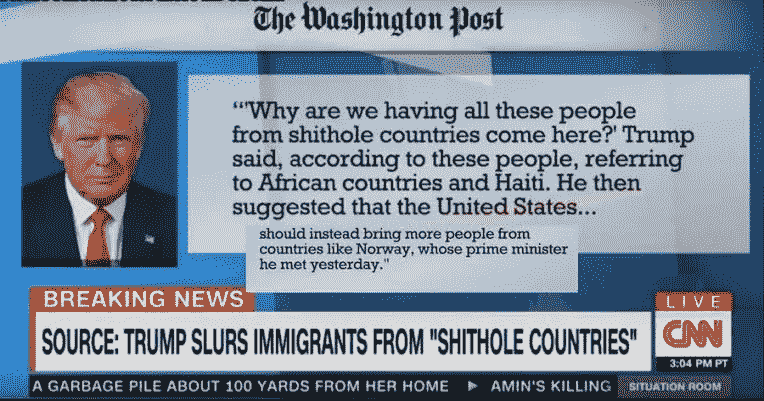 The Washington Post
"'Why are we having all these people
from shithole countries come here?' Trump
said, according to these people, referring
to African countries and Haiti. He then
suggested that the United States...
should instead bring more people from
countries like Norway, whose prime minister
he met yesterday."
BREAKING NEWS
SOURCE: TRUMP SLURS IMMIGRANTS FROM "SHITHOLE COUNTRIES"
LIVE
CNN
3:04 PM PT
A GARBAGE PILE ABOUT 100 YARDS FROM HER HOME ▶ AMIN'S KILLING
SITUATION ROOM